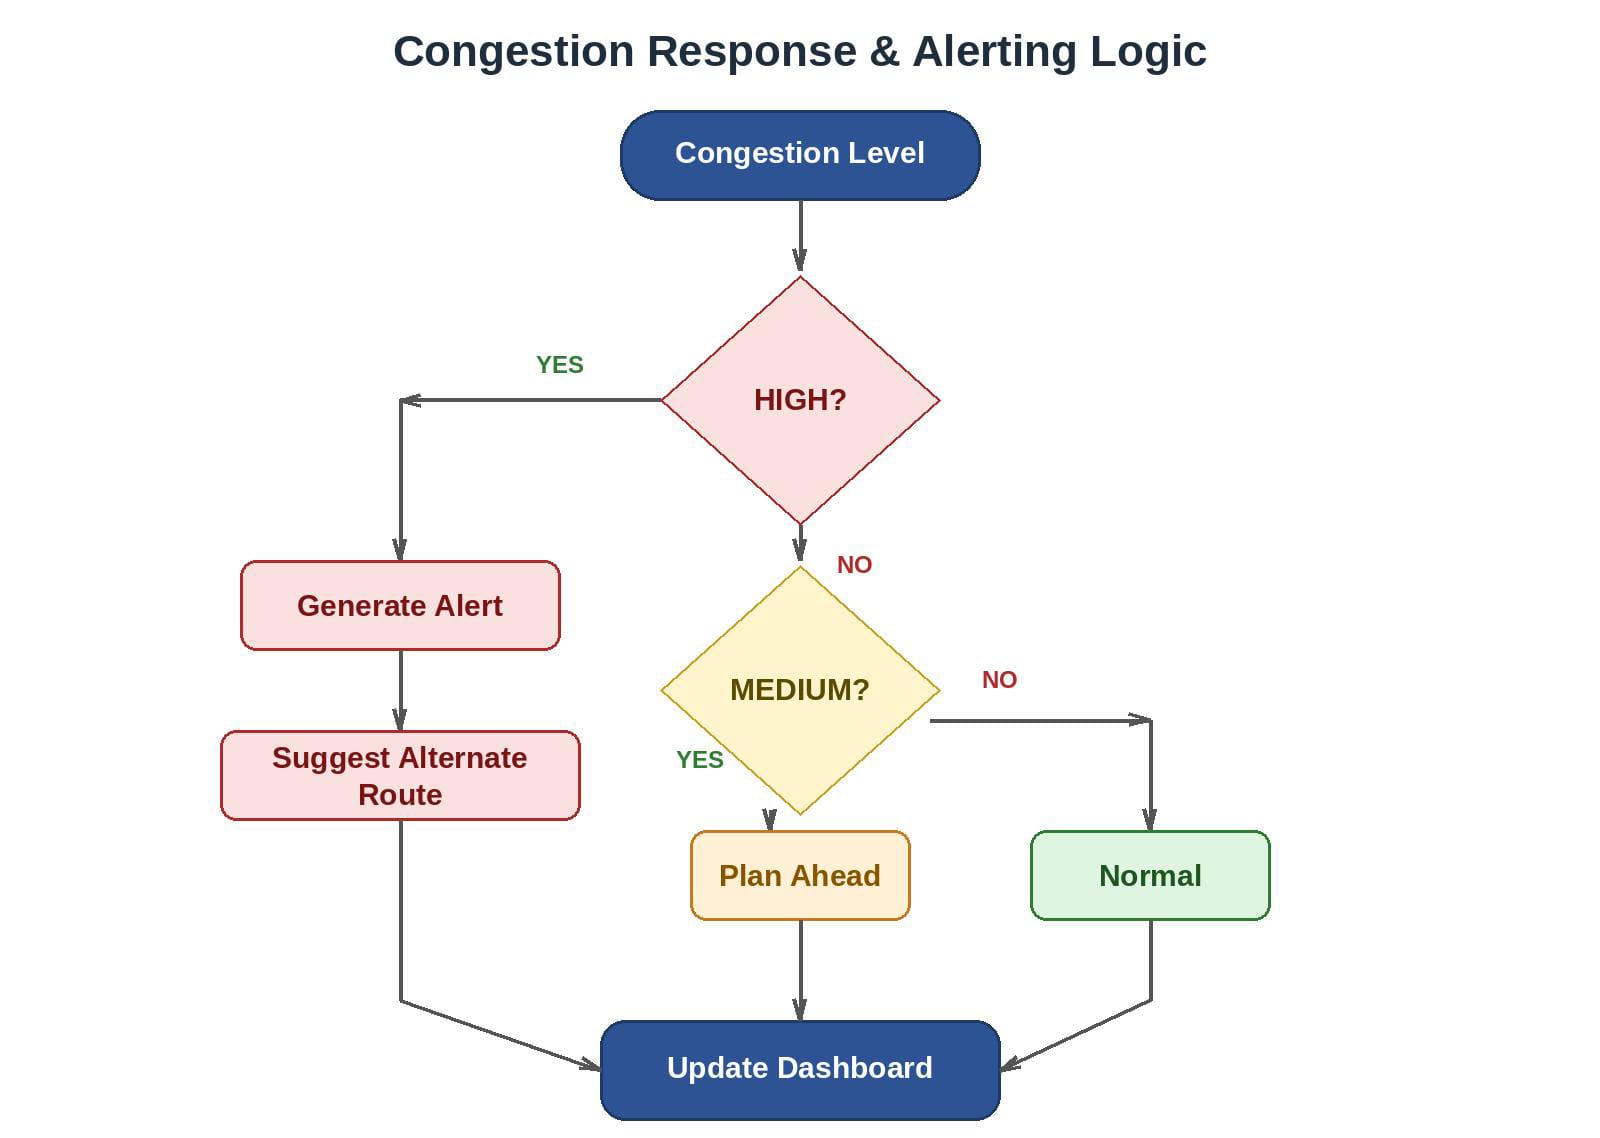 Congestion Response & Alerting Logic
Congestion Level
YES
HIGH?
NO
Generate Alert
MEDIUM?
NO
YES
Suggest Alternate
Route
Plan Ahead
Normal
Update Dashboard